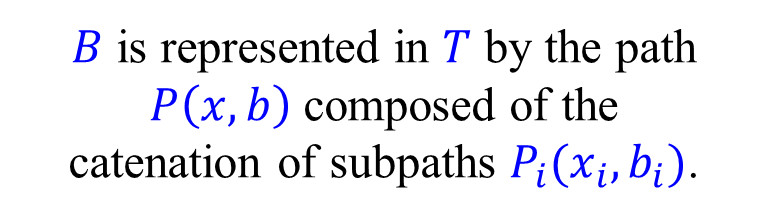 B is represented in T by the path
P(x, b) composed of the
catenation of subpaths Pᵢ(xᵢ, bᵢ).